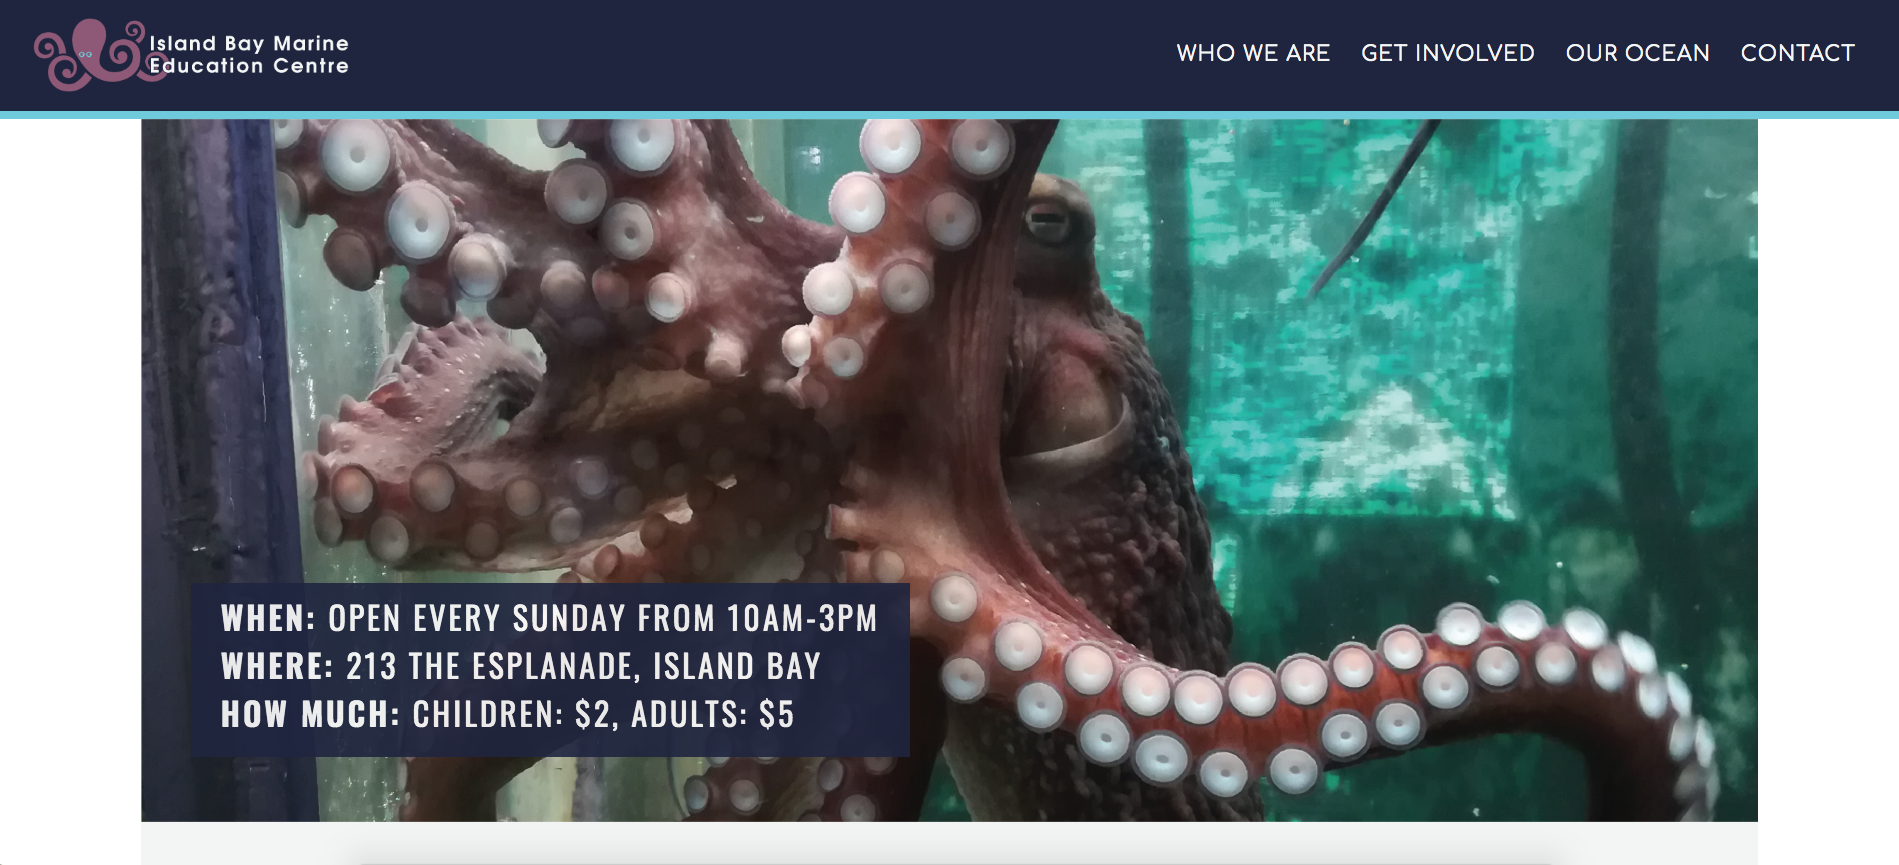 Island Bay Marine
Education Centre
WHO WE ARE GET INVOLVED OUR OCEAN CONTACT
WHEN: OPEN EVERY SUNDAY FROM 10AM-3PM
WHERE: 213 THE ESPLANADE, ISLAND BAY
HOW MUCH: CHILDREN: $2, ADULTS: $5